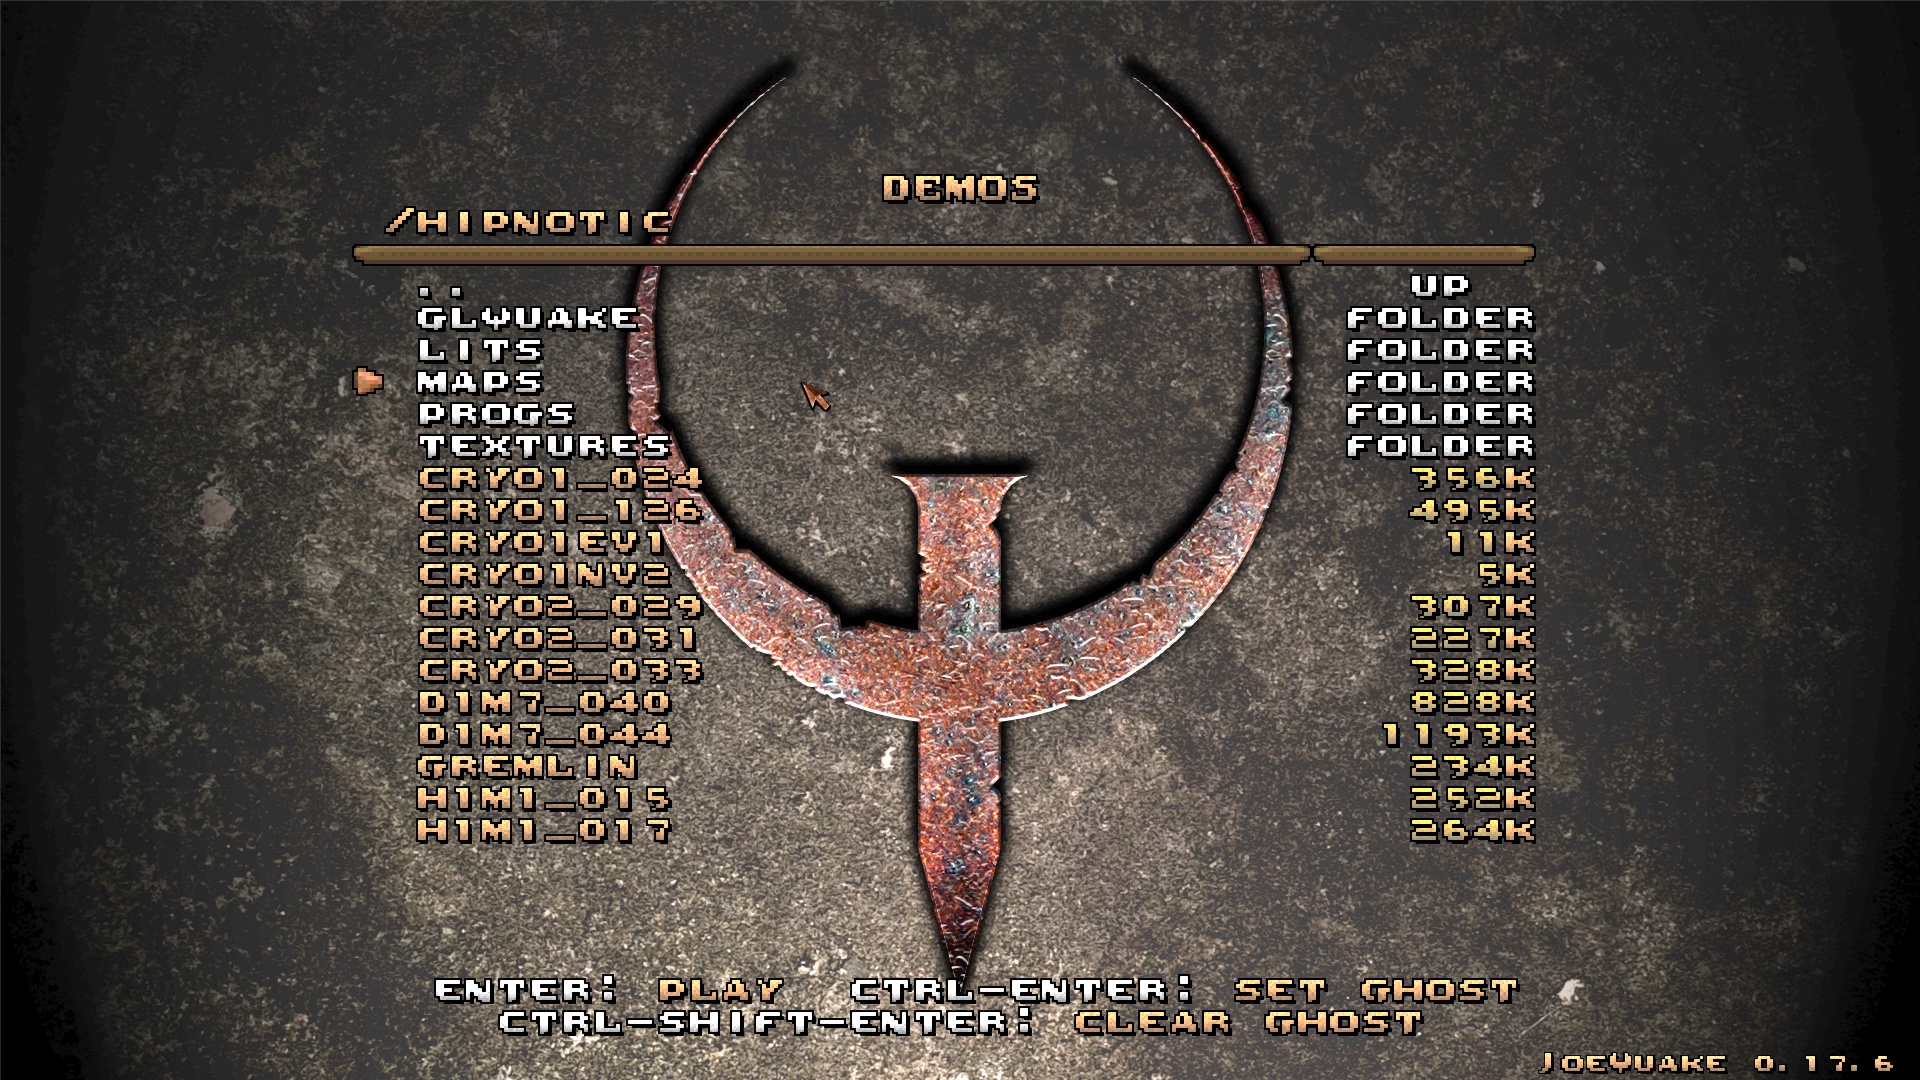 DEMOS
/HIPNOTIC
.. UP
GLQUAKE FOLDER
LITS FOLDER
MAPS FOLDER
PROGS FOLDER
TEXTURES FOLDER
CRYO1_024 356K
CRYO1_126 495K
CRYO1EV1 11K
CRYO1NV2 5K
CRYO2_029 307K
CRYO2_031 227K
CRYO2_033 328K
D1M7_040 828K
D1M7_044 1193K
GREMLIN 234K
H1M1_015 252K
H1M1_017 264K
ENTER: PLAY CTRL-ENTER: SET GHOST
CTRL-SHIFT-ENTER: CLEAR GHOST
JOEQUAKE 0.17.6